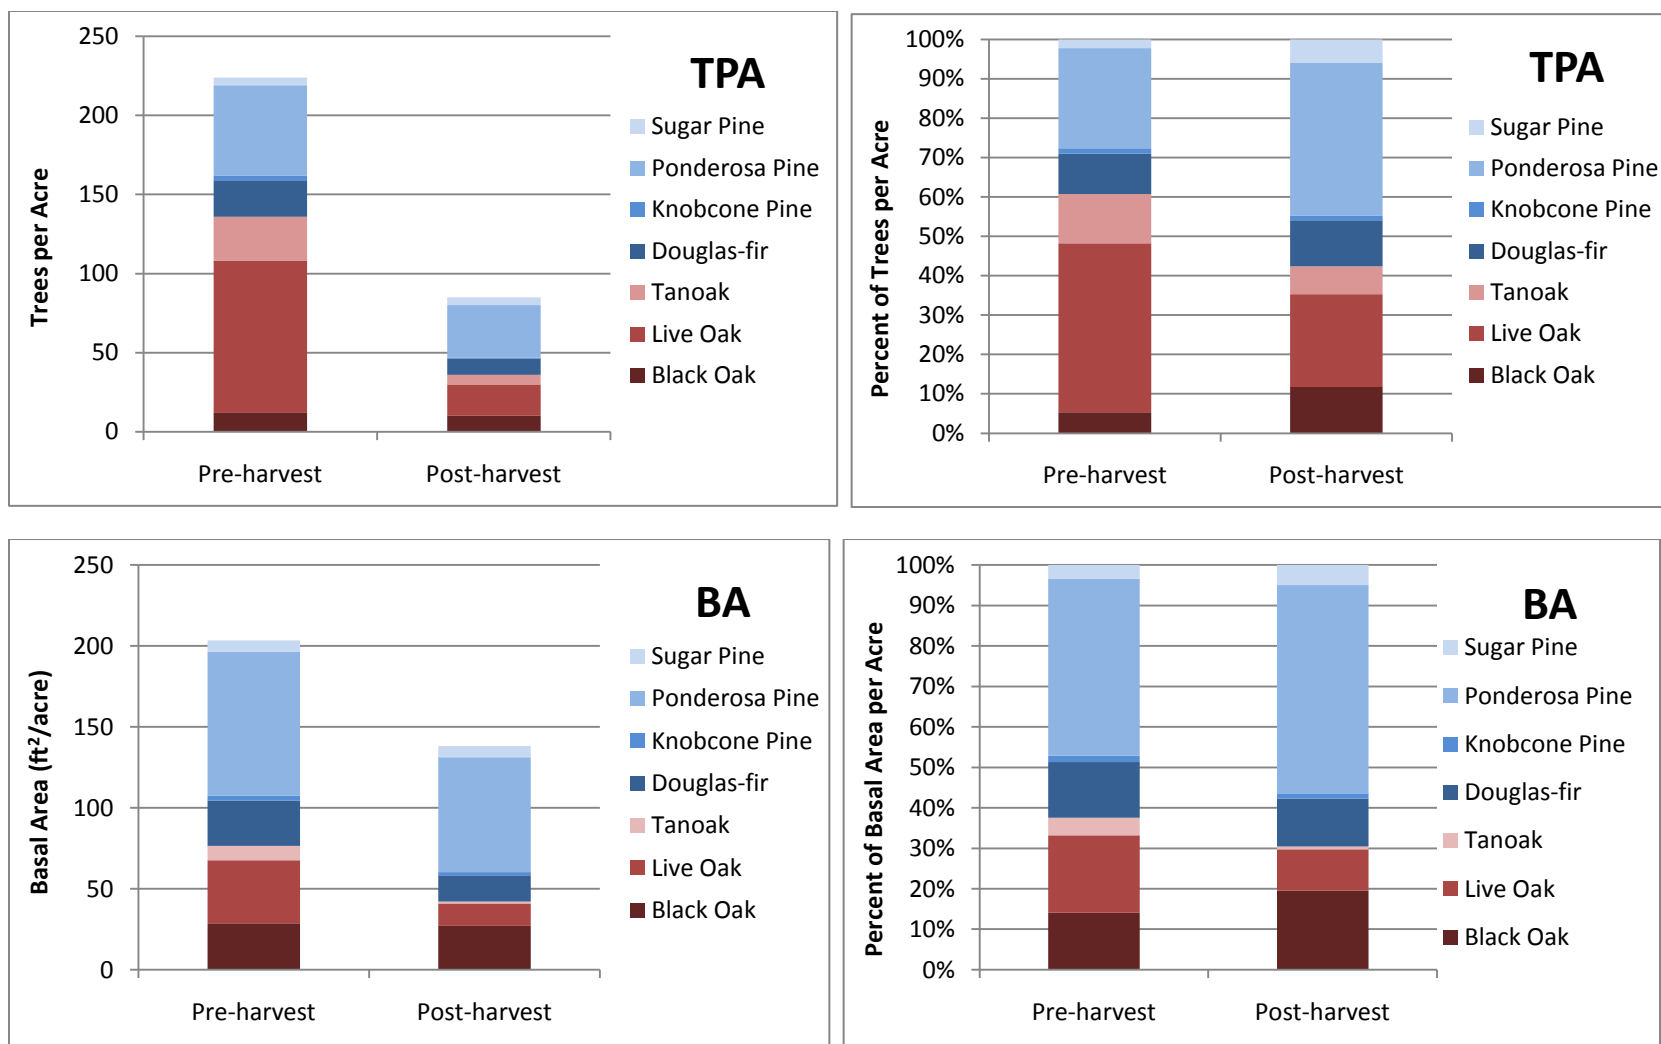 TPA
Trees per Acre
250
200
150
100
50
0
Pre-harvest
Post-harvest
Sugar Pine
Ponderosa Pine
Knobcone Pine
Douglas-fir
Tanoak
Live Oak
Black Oak
TPA
Percent of Trees per Acre
100%
90%
80%
70%
60%
50%
40%
30%
20%
10%
0%
Pre-harvest
Post-harvest
Sugar Pine
Ponderosa Pine
Knobcone Pine
Douglas-fir
Tanoak
Live Oak
Black Oak
BA
Basal Area (ft²/acre)
250
200
150
100
50
0
Pre-harvest
Post-harvest
Sugar Pine
Ponderosa Pine
Knobcone Pine
Douglas-fir
Tanoak
Live Oak
Black Oak
BA
Percent of Basal Area per Acre
100%
90%
80%
70%
60%
50%
40%
30%
20%
10%
0%
Pre-harvest
Post-harvest
Sugar Pine
Ponderosa Pine
Knobcone Pine
Douglas-fir
Tanoak
Live Oak
Black Oak